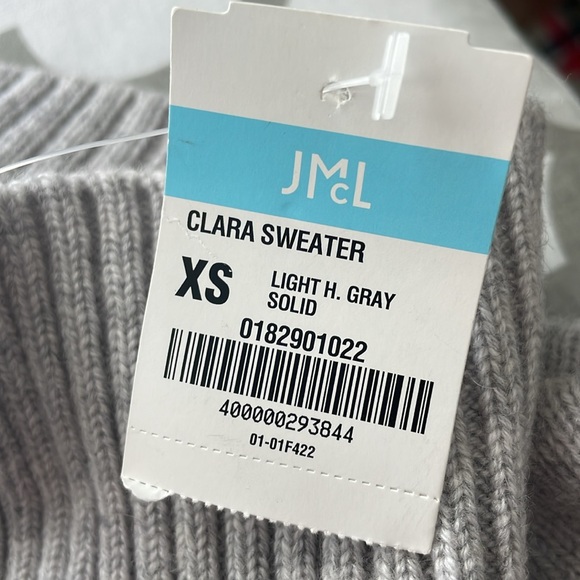 JMcL
CLARA SWEATER
XS
LIGHT H. GRAY
SOLID
0182901022
400000293844
01-01F422